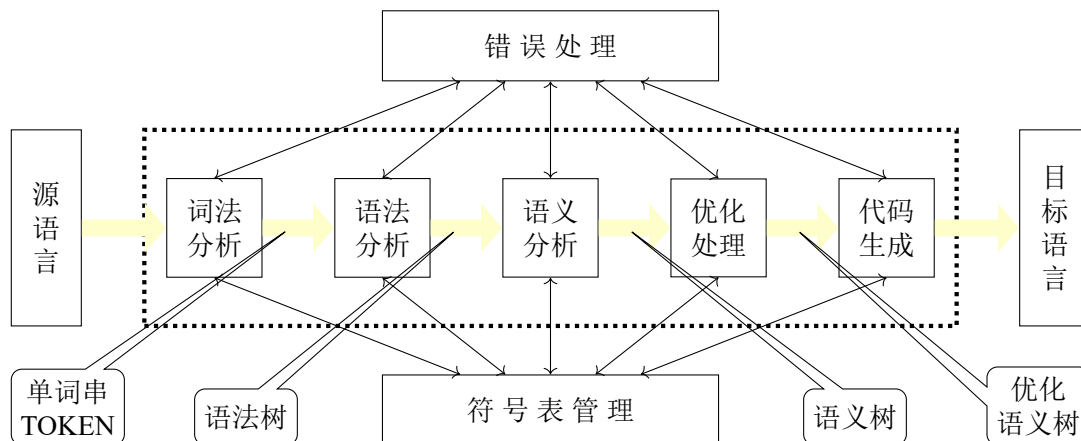 错误处理
源
语
言
词法
分析
语法
分析
语义
分析
优化
处理
代码
生成
目
标
语
言
单词串
TOKEN
语法树
符号表管理
语义树
优化
语义树